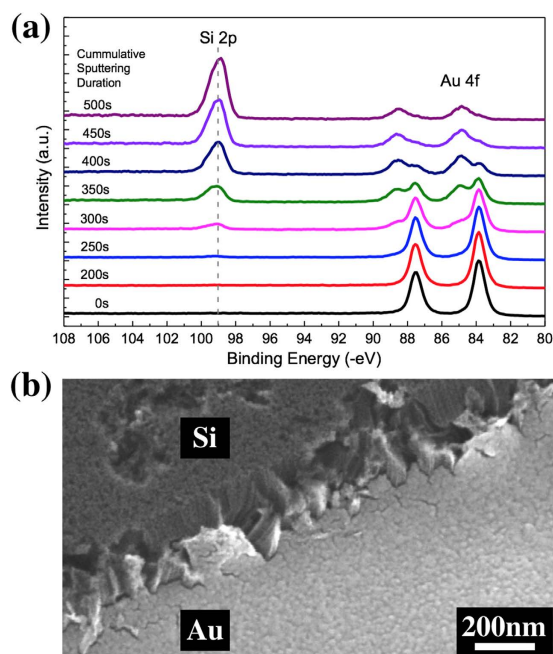 (a)
Si 2p
Cummulative
Sputtering
Duration
Au 4f
500s
450s
400s
350s
300s
250s
200s
0s
Intensity (a.u.)
108 106 104 102 100 98 96 94 92 90 88 86 84 82 80
Binding Energy (-eV)
(b)
Si
Au
200nm